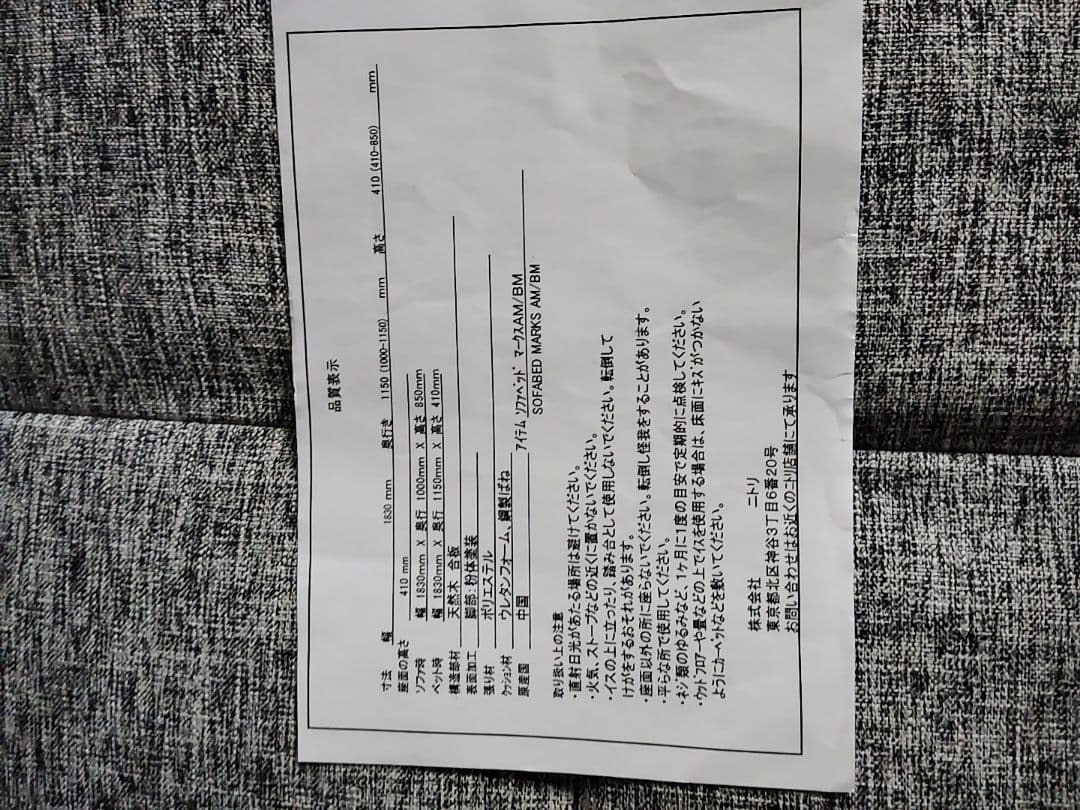 品質表示
寸法 幅 1830 mm 奥行き 1150 (1000-1150) mm 高さ 410 (410-850) mm
座面の高さ 410 mm
ソファ時 幅 1830mm X 奥行 1000mm X 高さ 850mm
ベット時 幅 1830mm X 奥行 1150mm X 高さ 410mm
構造部材 天然木 合板
表面加工 脚部：粉体塗装
張り材 ポリエステル
クッション材 ウレタンフォーム、鋼製ばね
原産国 中国 アイテム ソファベッド マークスAM/BM
SOFABED MARKS AM/BM
取り扱い上の注意
・直射日光があたる場所は避けてください。
・火気、ストーブなどの近くに置かないでください。
・イスの上に立ったり、踏み台として使用しないでください。転倒して
けがをするおそれがあります。
・座面以外の所に座らないでください。転倒し怪我をすることがあります。
・平らな所で使用してください。
・ネジ類のゆるみなど、1ヶ月に1度の目安で定期的に点検してください。
・ウッドフローや畳などの上でイスを使用する場合は、床面にキズがつかない
ようにカーペットなどを敷いてください。
株式会社 ニトリ
東京都北区神谷3丁目6番20号
お問い合わせはお近くのニトリ店舗にて承ります